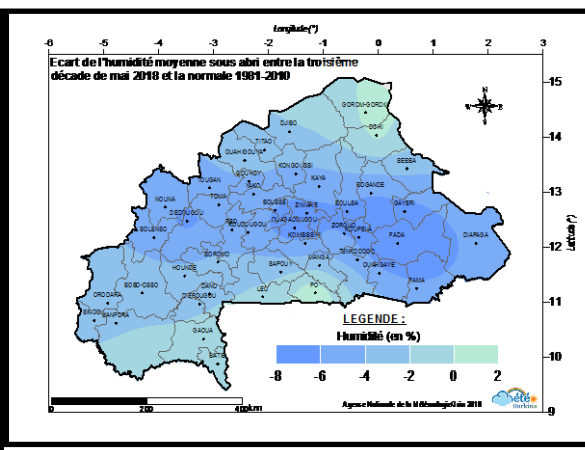 Longitude (°)
-6 -5 -4 -3 -2 -1 0 1 2 3
Ecart de l'humidité moyenne sous abri entre la troisième
décade de mai 2018 et la normale 1981-2010
-15
GOROM-GOROM
N
DORI
DJIBO
-14
TITAO
OUAHIGOUYA
KONGOUSSI
SEBBA
GOURCY
KAYA
TOUGAN
YAKO
BOGANDE
-13
NOUNA
TOMA
BOUSSE
ZINIARE
BOULSA
GAYERI
DEDOUGOU
OUAGADOUGOU
REO
KOUDOUGOU
ZORGHO
KOUPELA
SOLENZO
KOMBISSIRI
FADA
DIAPAGA
-12
Latitude (°)
BOROMO
TENKODOGO
MANGA
HOUNDE
SAPOUY
OUARGAYE
BOBO-DIOSSO
DANO
LEO
PO
PAMA
ORODARA
DIEBOUGOU
-11
BANFORA
LEGENDE :
GAOUA
Humidité (en %)
BATIE
-10
-8 -6 -4 -2 0 2
0 200 400 km
Agence Nationale de la Météorologie/Juin 2018
météo
Burkina
-9